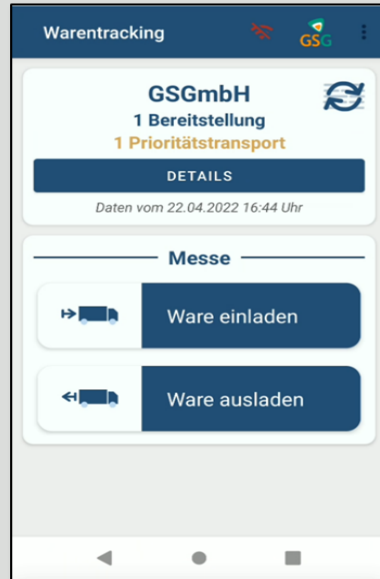 Warentracking
GSG
GSGmbH
1 Bereitstellung
1 Prioritätstransport
DETAILS
Daten vom 22.04.2022 16:44 Uhr
Messe
Ware einladen
Ware ausladen